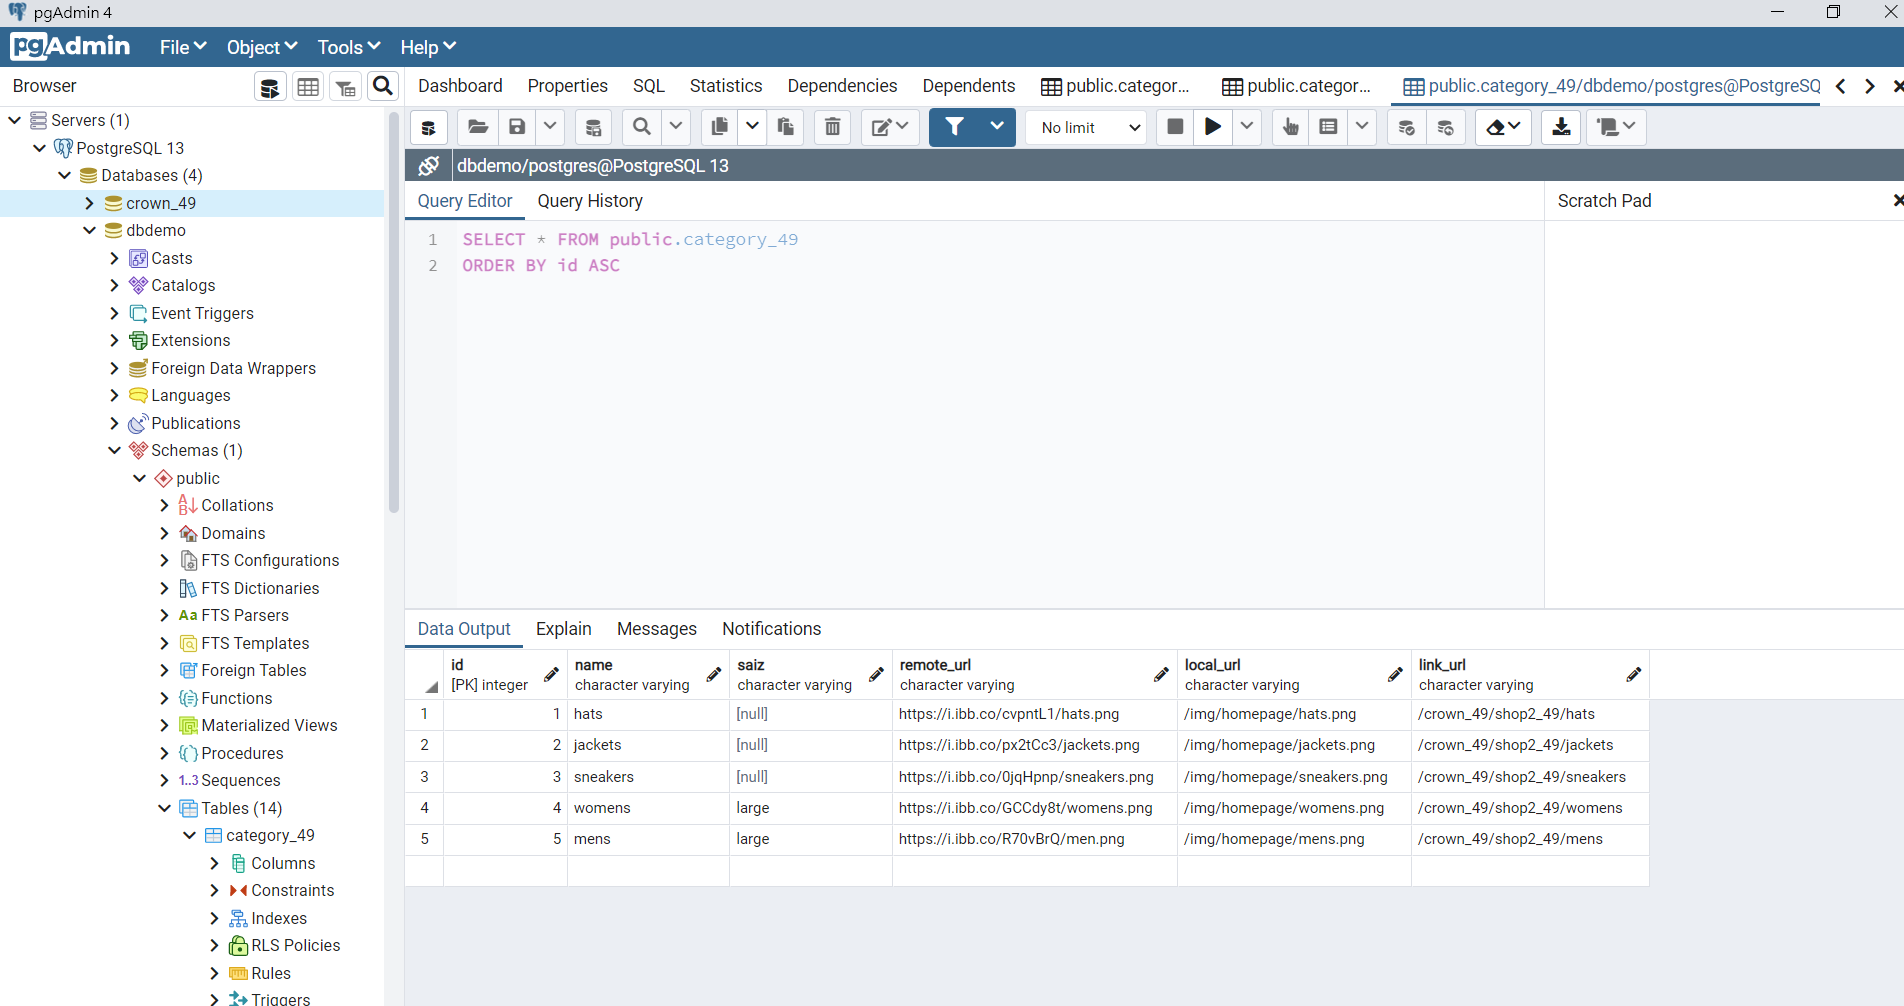 pgAdmin 4
pgAdmin File Object Tools Help
Browser
Dashboard Properties SQL Statistics Dependencies Dependents public.categor... public.categor... public.category_49/dbdemo/postgres@PostgreSQ
No limit
dbdemo/postgres@PostgreSQL 13
Query Editor Query History
Scratch Pad
1 SELECT * FROM public.category_49
2 ORDER BY id ASC
Servers (1)
PostgreSQL 13
Databases (4)
crown_49
dbdemo
Casts
Catalogs
Event Triggers
Extensions
Foreign Data Wrappers
Languages
Publications
Schemas (1)
public
Collations
Domains
FTS Configurations
FTS Dictionaries
Aa FTS Parsers
FTS Templates
Foreign Tables
Functions
Materialized Views
Procedures
1..3 Sequences
Tables (14)
category_49
Columns
Constraints
Indexes
RLS Policies
Rules
Triggers
Data Output Explain Messages Notifications
id name saiz remote_url local_url link_url
[PK] integer character varying character varying character varying character varying character varying
1 1 hats [null] https://i.ibb.co/cvpntL1/hats.png /img/homepage/hats.png /crown_49/shop2_49/hats
2 2 jackets [null] https://i.ibb.co/px2tCc3/jackets.png /img/homepage/jackets.png /crown_49/shop2_49/jackets
3 3 sneakers [null] https://i.ibb.co/0jqHpnp/sneakers.png /img/homepage/sneakers.png /crown_49/shop2_49/sneakers
4 4 womens large https://i.ibb.co/GCCdy8t/womens.png /img/homepage/womens.png /crown_49/shop2_49/womens
5 5 mens large https://i.ibb.co/R70vBrQ/men.png /img/homepage/mens.png /crown_49/shop2_49/mens